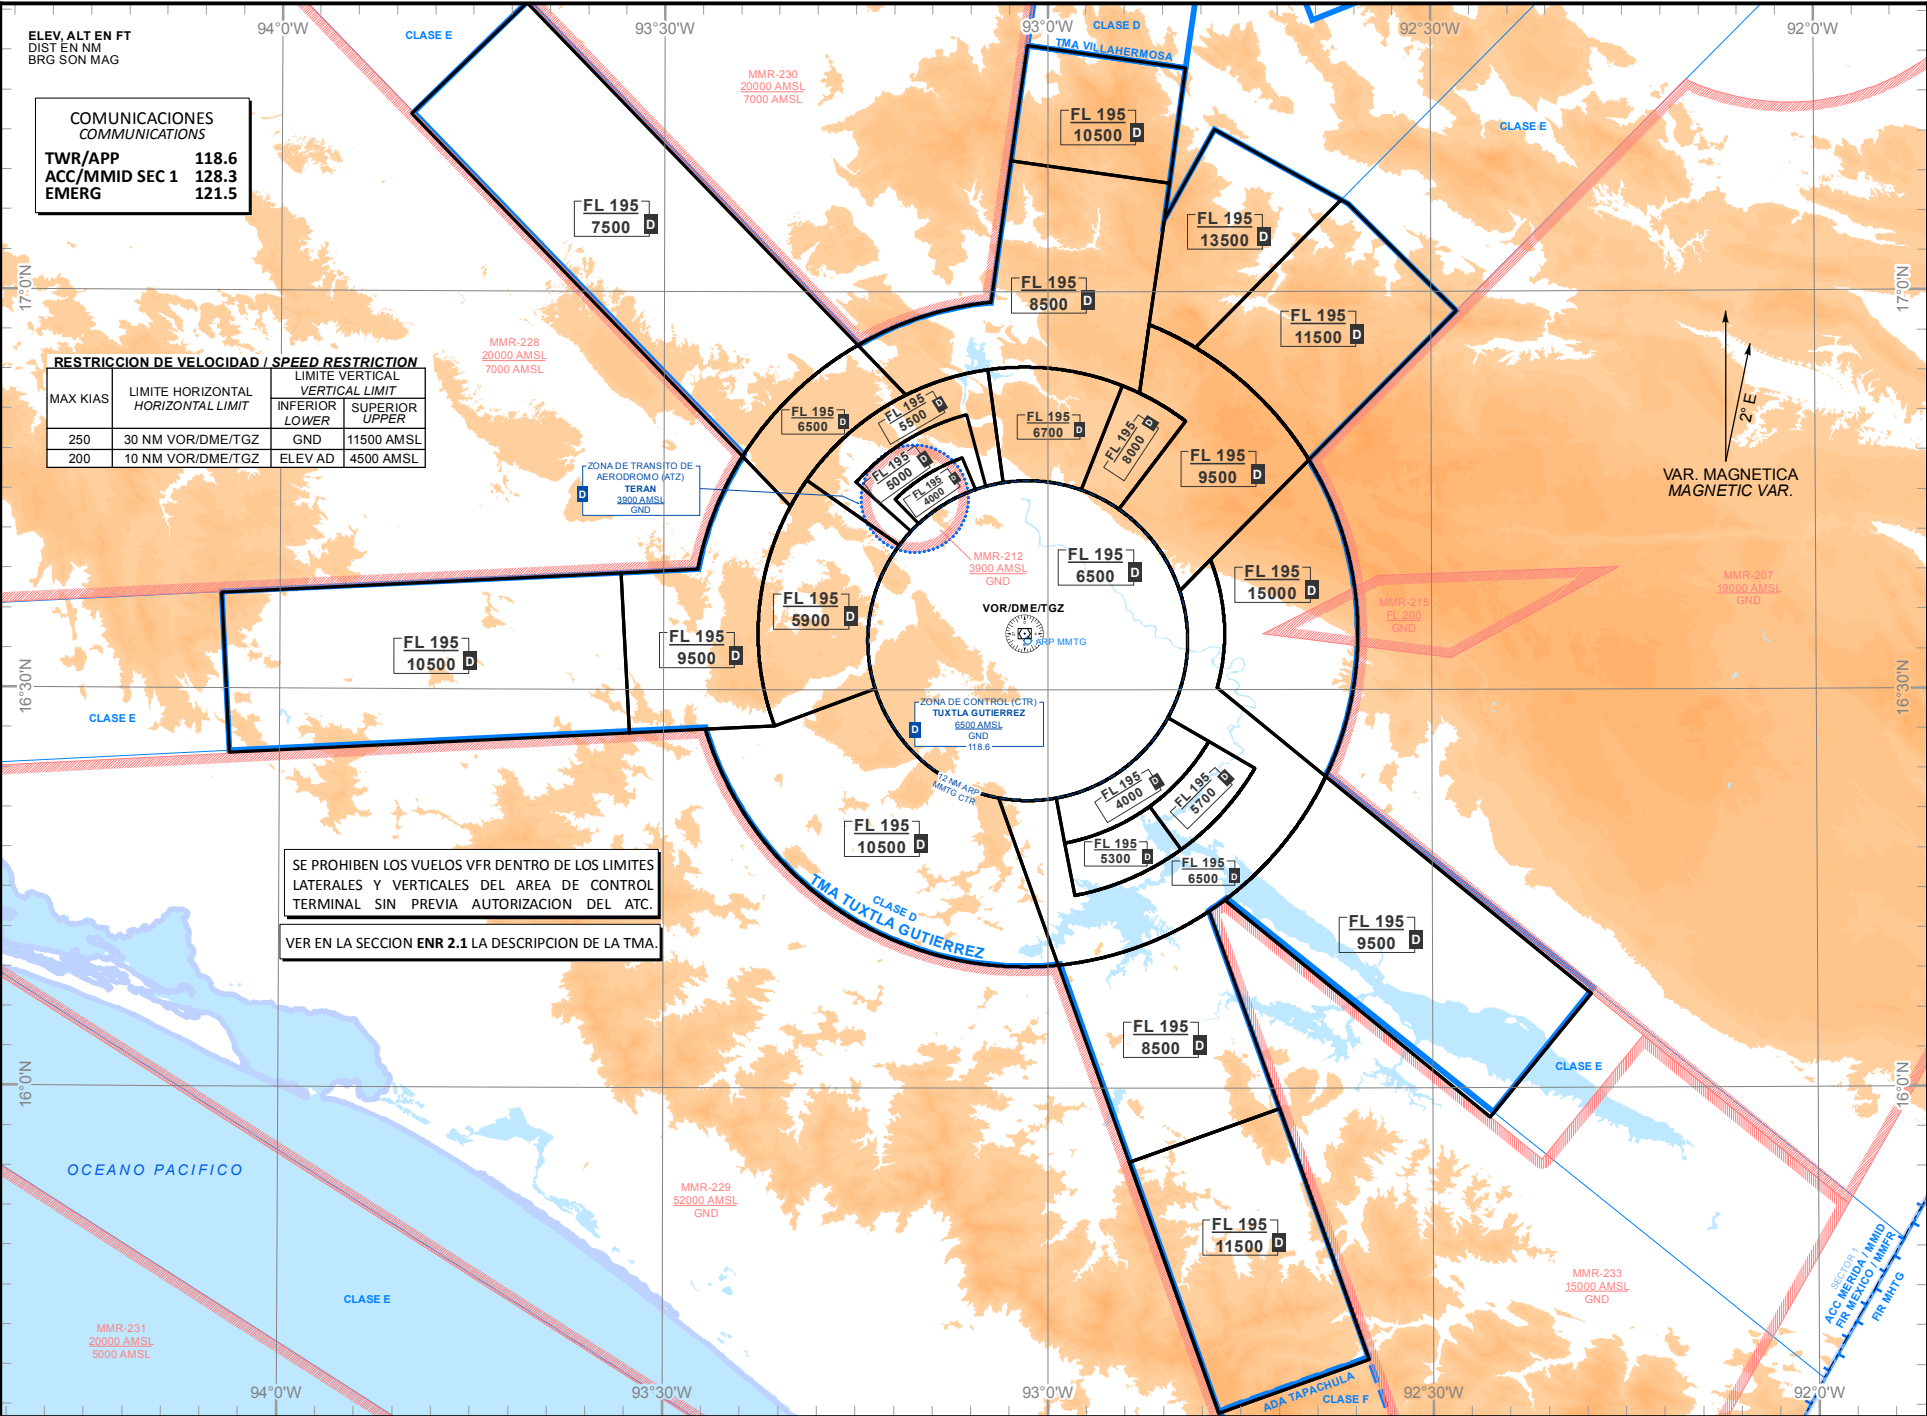 94°0'W
93°30'W
93°0'W
92°30'W
92°0'W
ELEV, ALT EN FT
DIST EN NM
BRG SON MAG
COMUNICACIONES
COMMUNICATIONS
TWR/APP 118.6
ACC/MMID SEC 1 128.3
EMERG 121.5
CLASE E
MMR-230
20000 AMSL
7000 AMSL
CLASE D
TMA VILLAHERMOSA
FL 195
10500 D
CLASE E
FL 195
7500 D
FL 195
13500 D
17°0'N
FL 195
8500 D
17°0'N
FL 195
11500 D
MMR-228
20000 AMSL
7000 AMSL
RESTRICCION DE VELOCIDAD / SPEED RESTRICTION
MAX KIAS
LIMITE HORIZONTAL
HORIZONTAL LIMIT
LIMITE VERTICAL
VERTICAL LIMIT
INFERIOR
LOWER
SUPERIOR
UPPER
250 30 NM VOR/DME/TGZ GND 11500 AMSL
200 10 NM VOR/DME/TGZ ELEV AD 4500 AMSL
2° E
VAR. MAGNETICA
MAGNETIC VAR.
FL 195
6500 D
FL 195
5500 D
FL 195
6700 D
FL 195
8000 D
FL 195
9500 D
ZONA DE TRANSITO DE
AERODROMO (ATZ)
TERAN
D
3900 AMSL
GND
FL 195
5000 D
FL 195
4000 D
MMR-212
3900 AMSL
GND
FL 195
6500 D
FL 195
15000 D
MMR-215
FL 200
GND
MMR-207
19000 AMSL
GND
FL 195
5900 D
VOR/DME/TGZ
ARP MMTG
FL 195
10500 D
FL 195
9500 D
16°30'N
16°30'N
CLASE E
ZONA DE CONTROL (CTR)
TUXTLA GUTIERREZ
D
6500 AMSL
GND
118.6
12 NM ARP
MMTG CTR
FL 195
4000 D
FL 195
5700 D
FL 195
5300 D
FL 195
6500 D
FL 195
10500 D
CLASE D
TMA TUXTLA GUTIERREZ
SE PROHIBEN LOS VUELOS VFR DENTRO DE LOS LIMITES
LATERALES Y VERTICALES DEL AREA DE CONTROL
TERMINAL SIN PREVIA AUTORIZACION DEL ATC.
VER EN LA SECCION ENR 2.1 LA DESCRIPCION DE LA TMA.
FL 195
9500 D
FL 195
8500 D
CLASE E
16°0'N
16°0'N
OCEANO PACIFICO
MMR-229
52000 AMSL
GND
FL 195
11500 D
MMR-233
15000 AMSL
GND
SECTOR 1
ACC MERIDA / MMID
FIR MEXICO / MMFR
FIR MHTG
CLASE E
MMR-231
20000 AMSL
5000 AMSL
ADA TAPACHULA
CLASE F
94°0'W
93°30'W
93°0'W
92°30'W
92°0'W